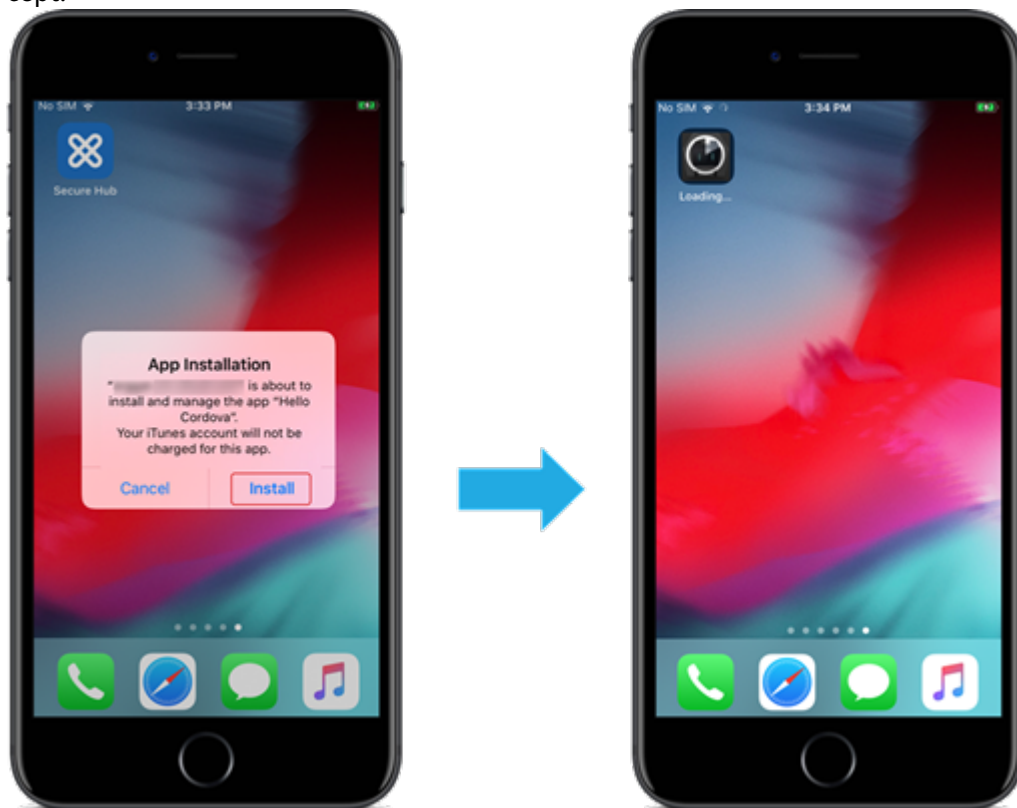 No SIM 3:33 PM
Secure Hub
App Installation
" is about to
install and manage the app "Hello
Cordova".
Your iTunes account will not be
charged for this app.
Cancel Install
No SIM 3:34 PM
Loading...